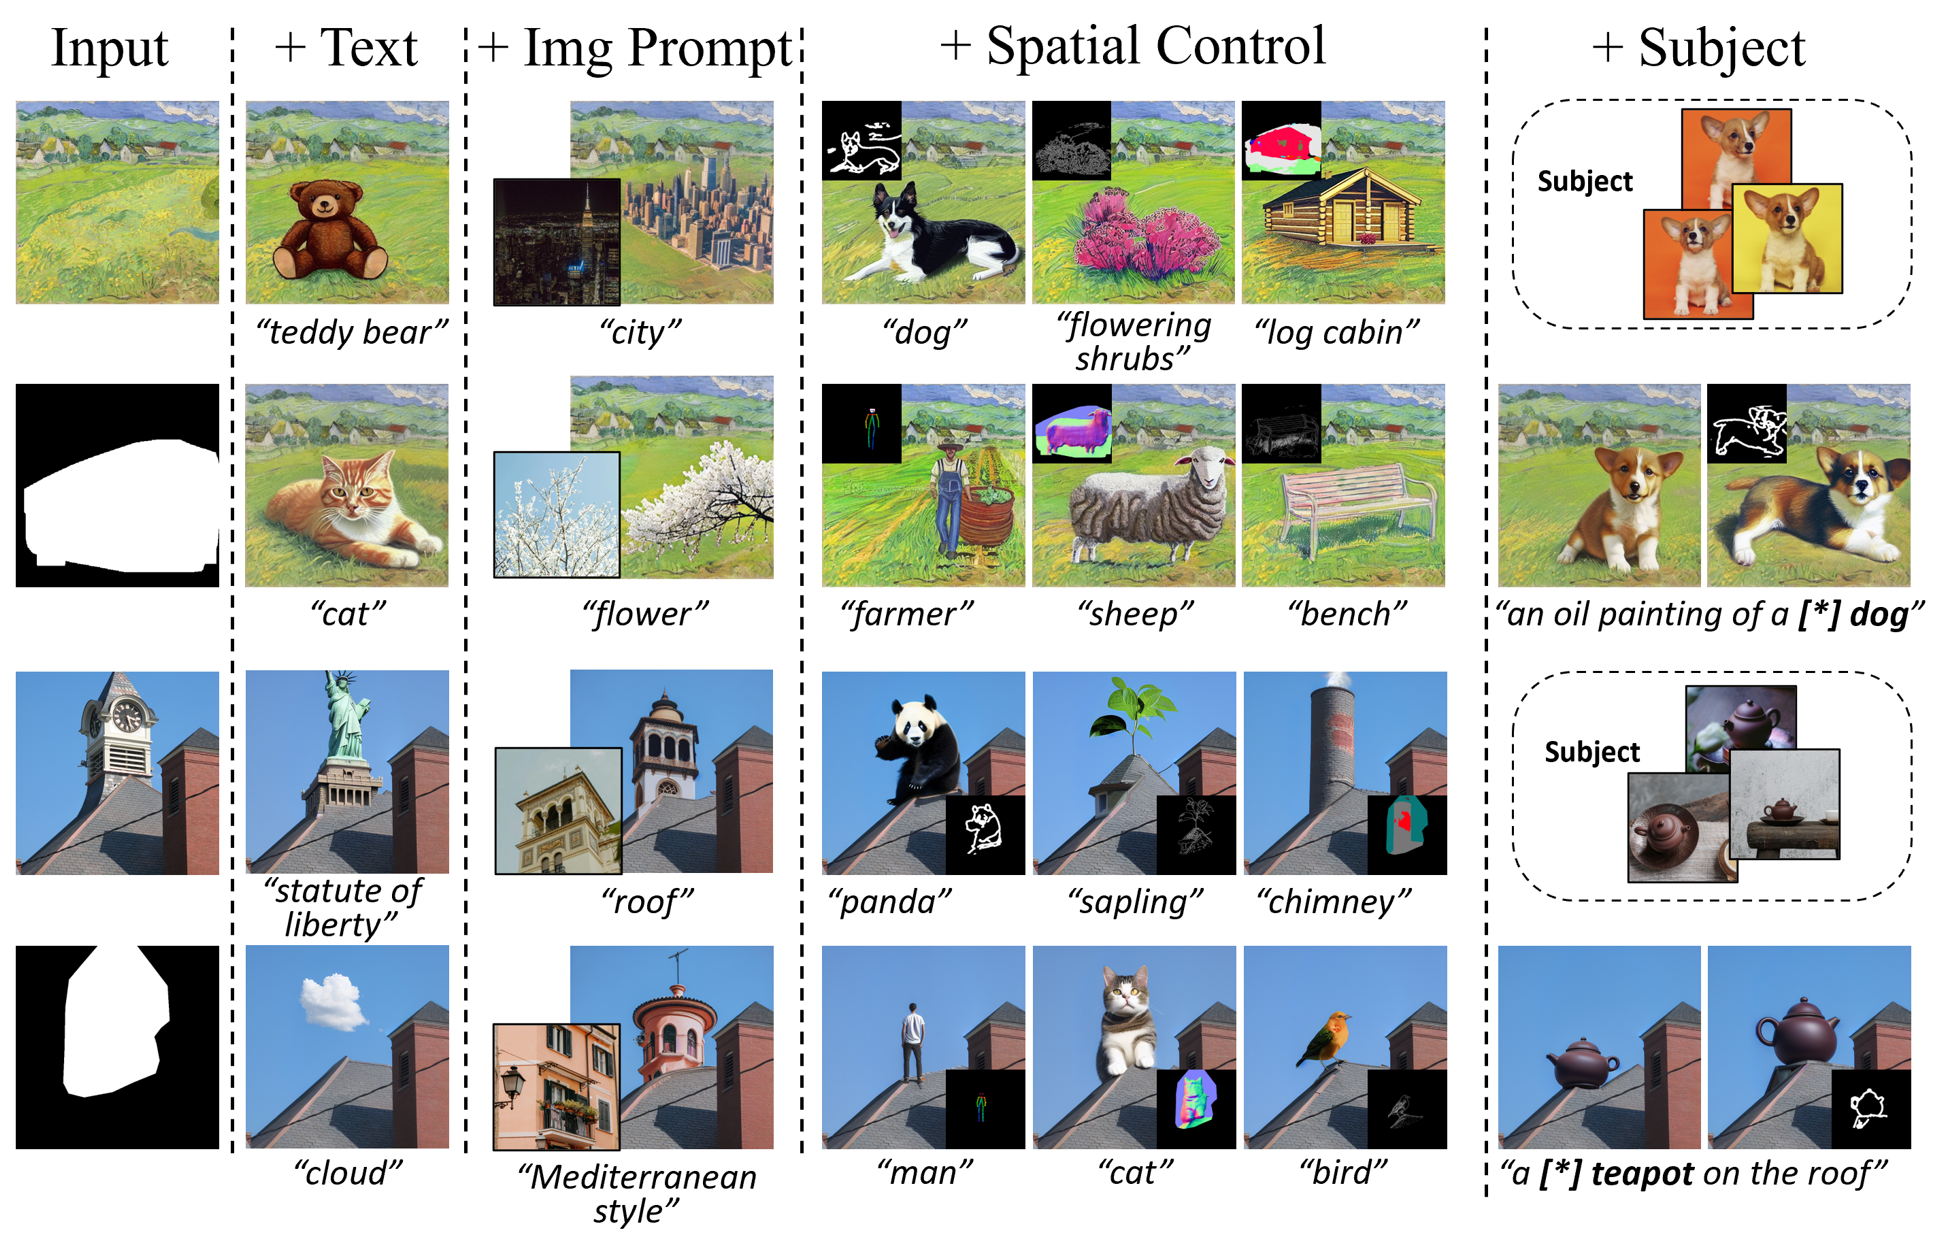 Input
+ Text
+ Img Prompt
+ Spatial Control
+ Subject
Subject
“teddy bear”
“city”
“dog”
“flowering
shrubs”
“log cabin”
“cat”
“flower”
“farmer”
“sheep”
“bench”
“an oil painting of a [*] dog”
Subject
“statute of
liberty”
“roof”
“panda”
“sapling”
“chimney”
“cloud”
“Mediterranean
style”
“man”
“cat”
“bird”
“a [*] teapot on the roof”